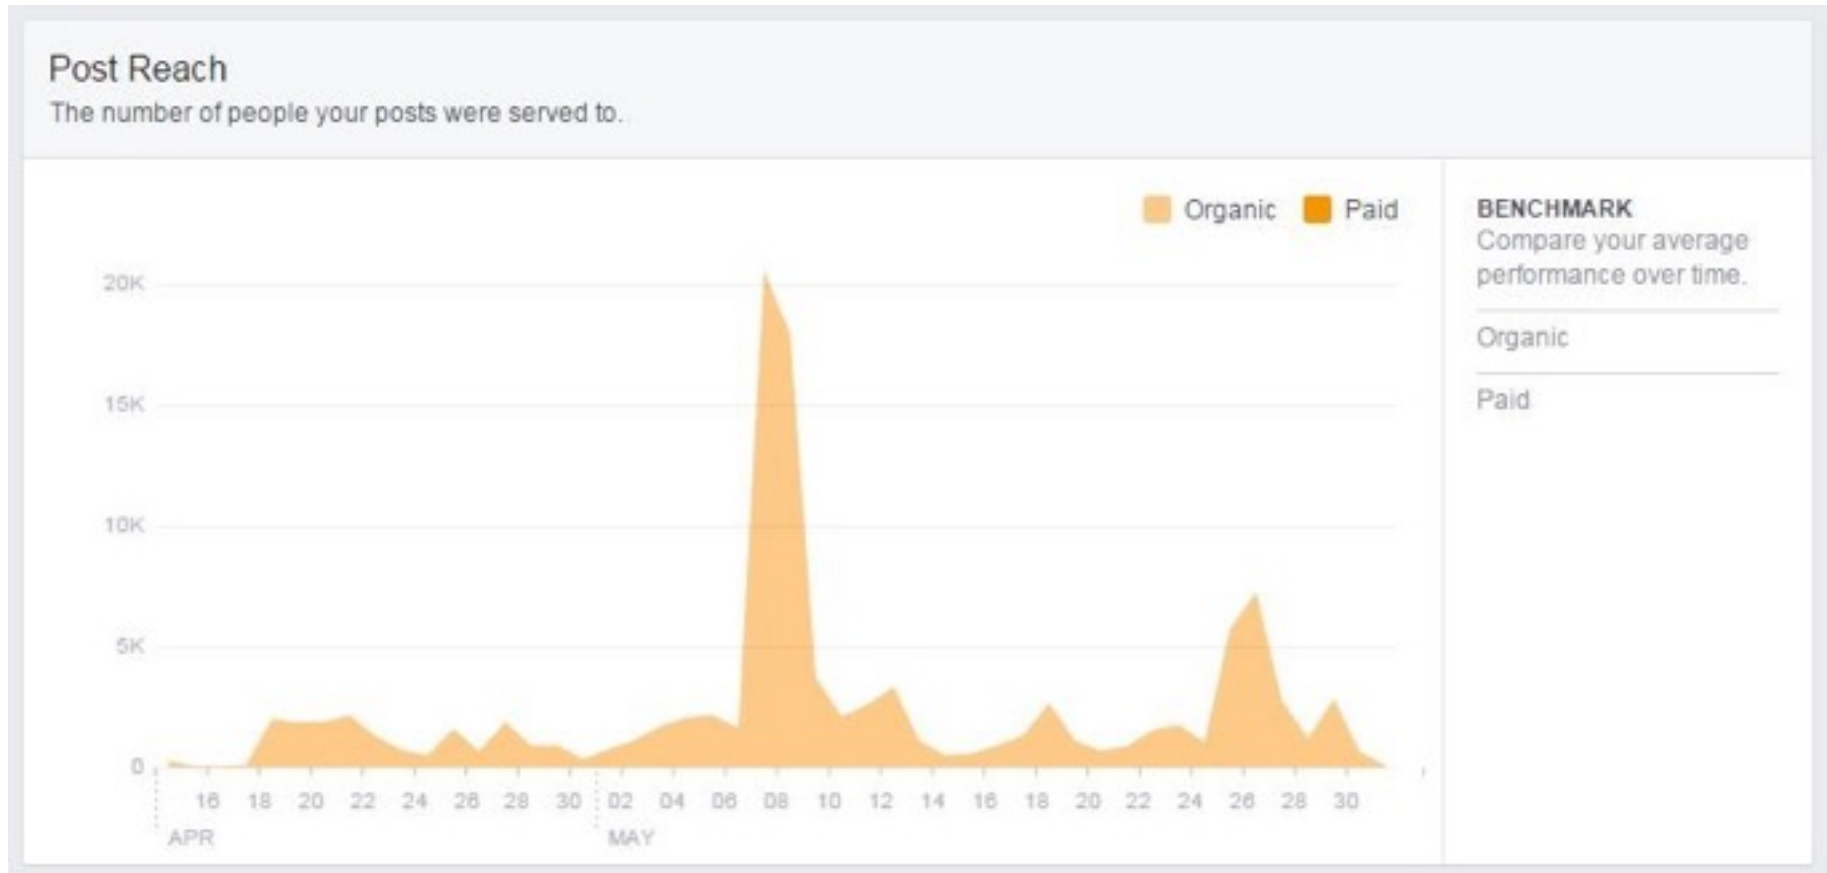 Post Reach
The number of people your posts were served to.
Organic Paid
BENCHMARK
Compare your average
performance over time.
Organic
Paid
20K
15K
10K
5K
0
16 18 20 22 24 26 28 30 02 04 06 08 10 12 14 16 18 20 22 24 26 28 30
APR MAY